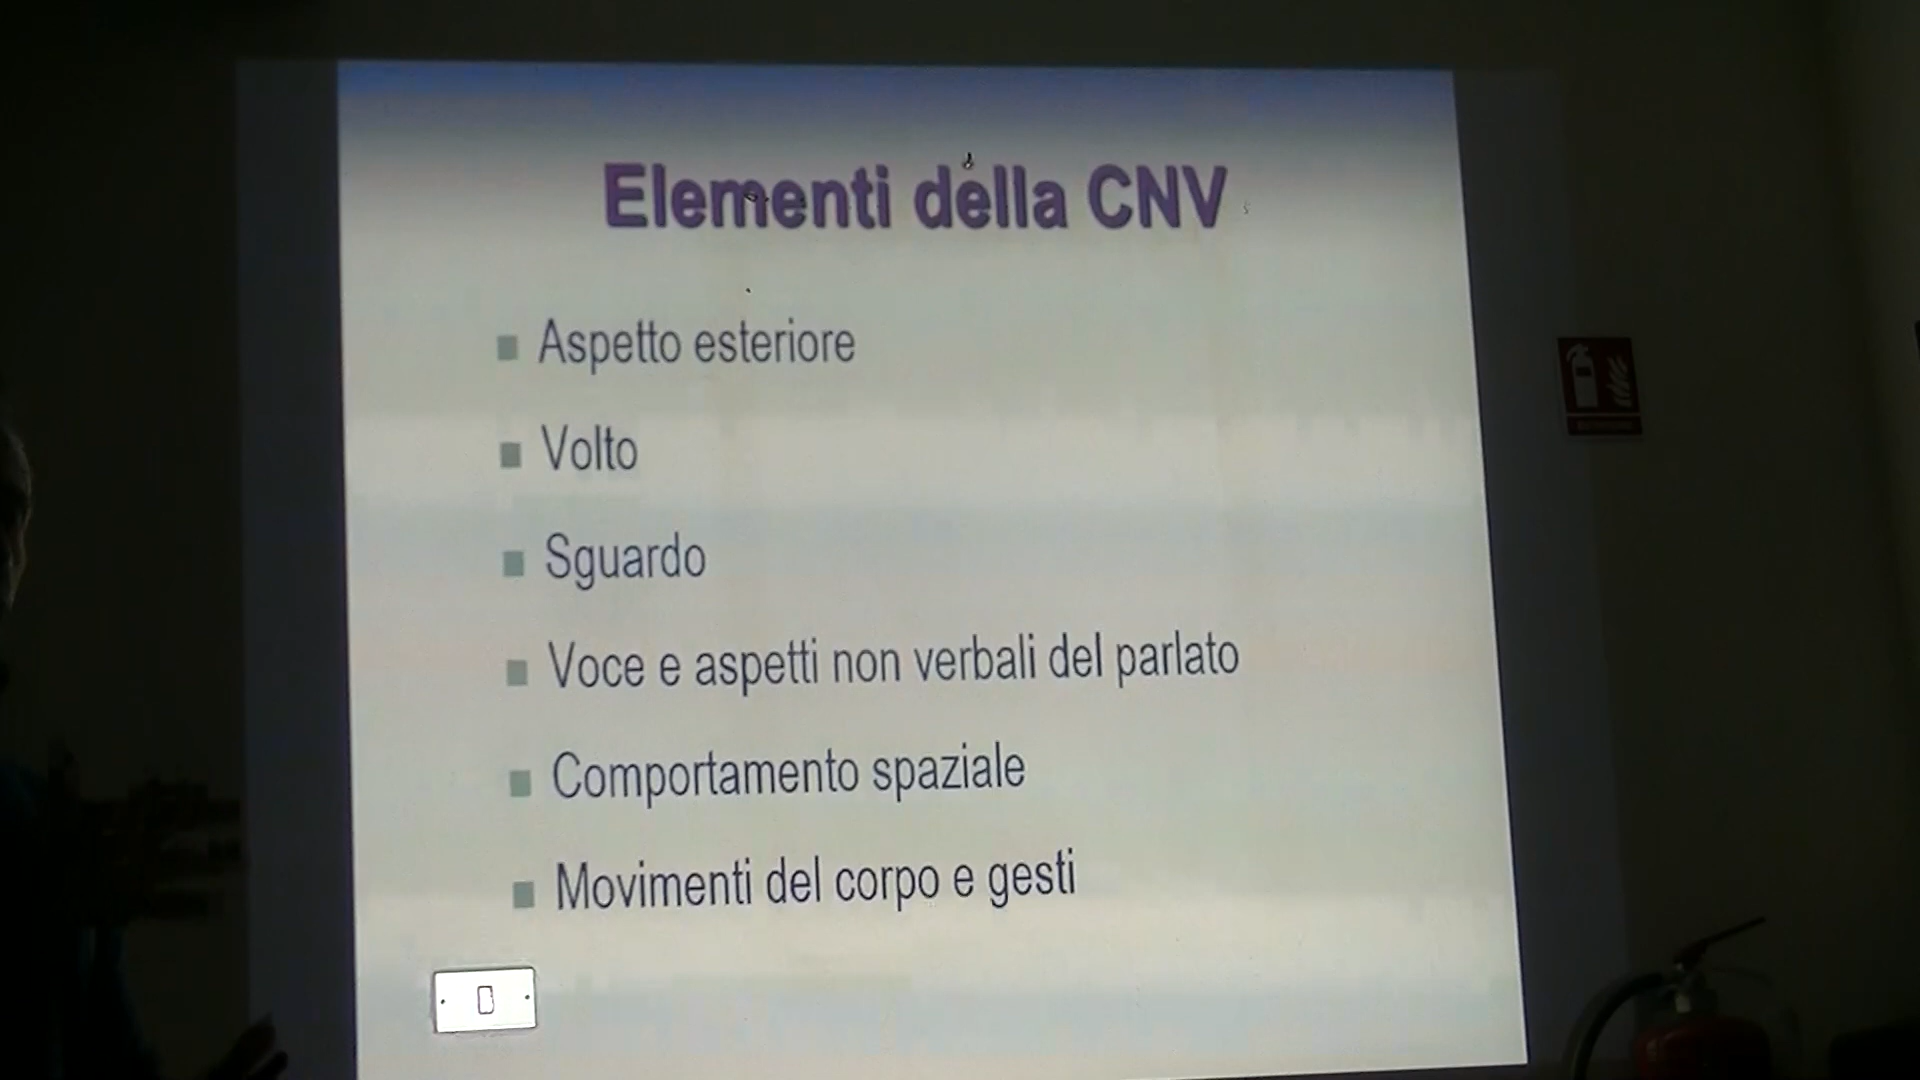 Elementi della CNV
Aspetto esteriore
Volto
Sguardo
Voce e aspetti non verbali del parlato
Comportamento spaziale
Movimenti del corpo e gesti